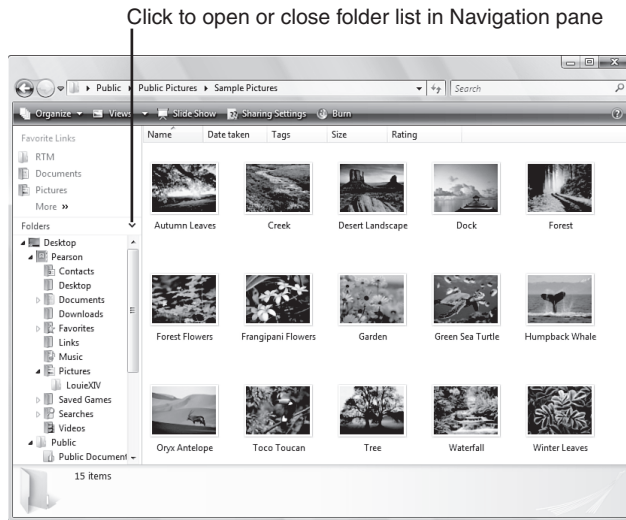 Click to open or close folder list in Navigation pane
Public ▸ Public Pictures ▸ Sample Pictures
Search
Organize
Views
Slide Show
Sharing Settings
Burn
Favorite Links
RTM
Documents
Pictures
More »
Folders
Desktop
Pearson
Contacts
Desktop
Documents
Downloads
Favorites
Links
Music
Pictures
LouieXIV
Saved Games
Searches
Videos
Public
Public Document
Name Date taken Tags Size Rating
Autumn Leaves Creek Desert Landscape Dock Forest
Forest Flowers Frangipani Flowers Garden Green Sea Turtle Humpback Whale
Oryx Antelope Toco Toucan Tree Waterfall Winter Leaves
15 items